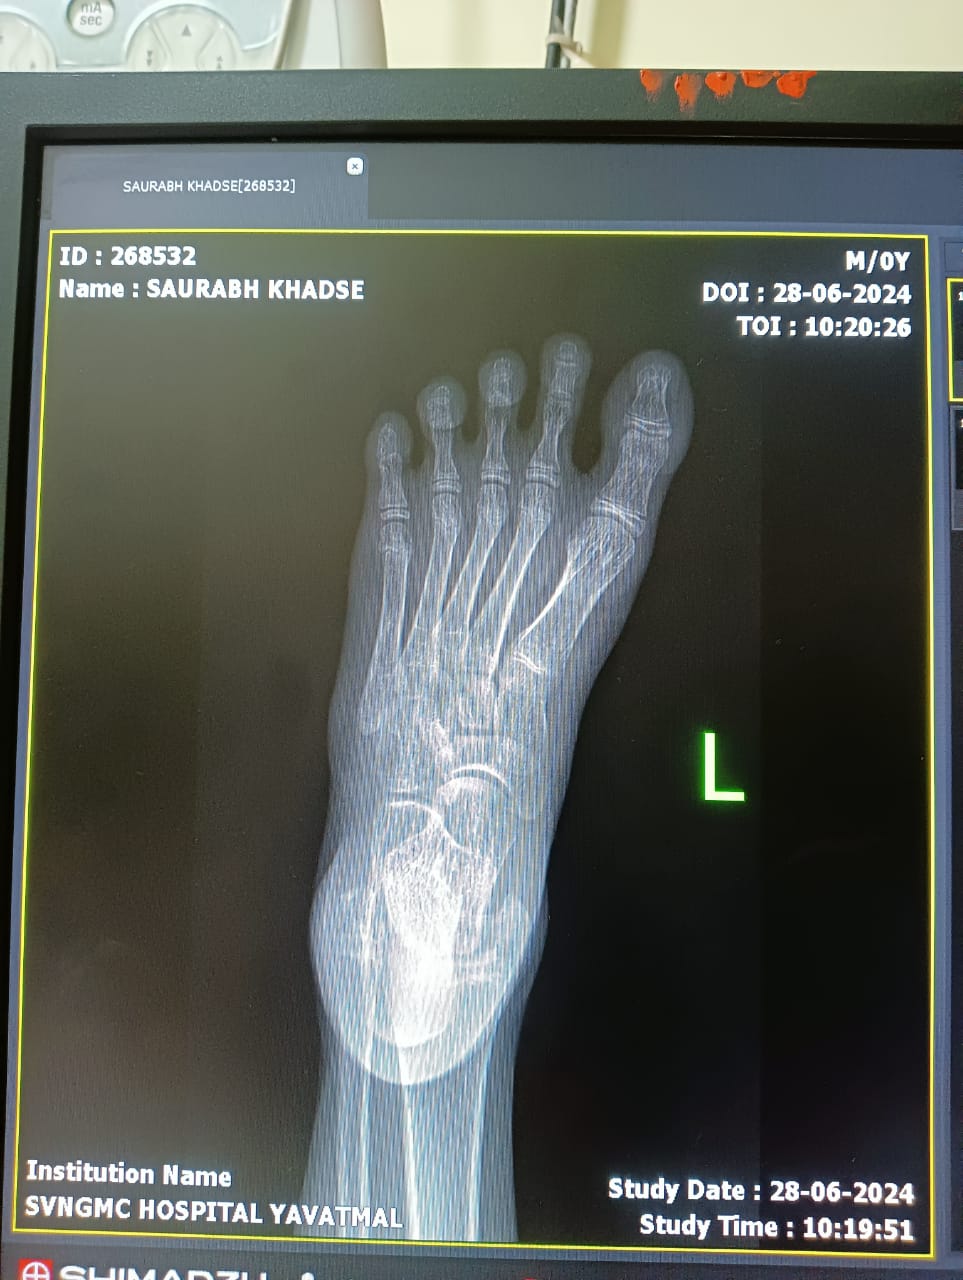 mA
sec
SAURABH KHADSE[268532]
ID : 268532
Name : SAURABH KHADSE
M/0Y
DOI : 28-06-2024
TOI : 10:20:26
L
Institution Name
SVNGMC HOSPITAL YAVATMAL
Study Date : 28-06-2024
Study Time : 10:19:51
SHIMADZU